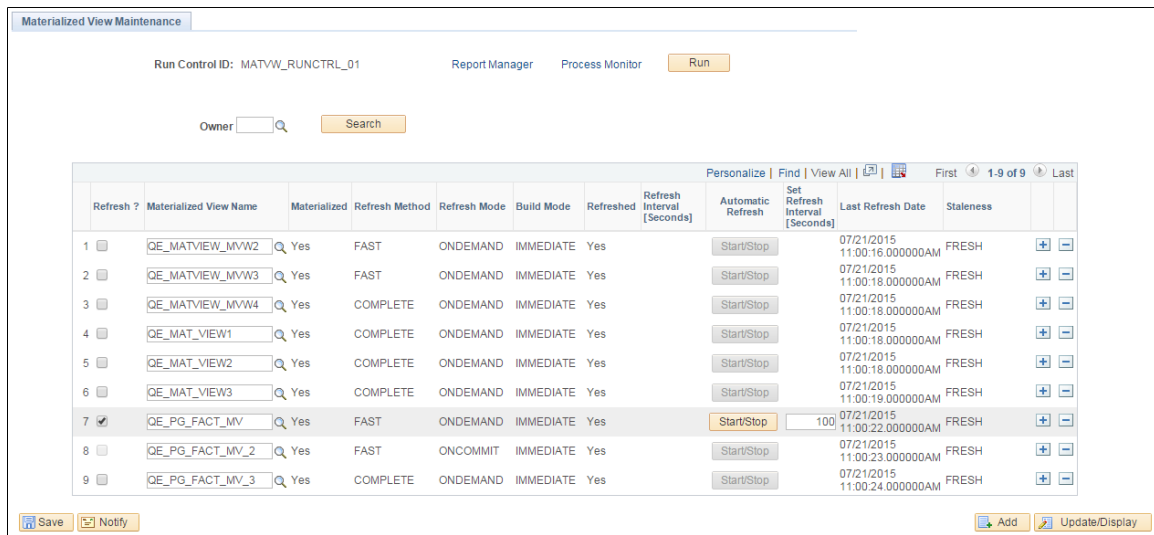 Materialized View Maintenance
Run Control ID: MATVW_RUNCTRL_01 Report Manager Process Monitor Run
Owner Search
Personalize | Find | View All | | First 1-9 of 9 Last
Refresh ? Materialized View Name Materialized Refresh Method Refresh Mode Build Mode Refreshed Refresh Interval [Seconds] Automatic Refresh Set Refresh Interval [Seconds] Last Refresh Date Staleness
1 QE_MATVIEW_MVW2 Yes FAST ONDEMAND IMMEDIATE Yes Start/Stop 07/21/2015 11:00:16.000000AM FRESH
2 QE_MATVIEW_MVW3 Yes FAST ONDEMAND IMMEDIATE Yes Start/Stop 07/21/2015 11:00:18.000000AM FRESH
3 QE_MATVIEW_MVW4 Yes COMPLETE ONDEMAND IMMEDIATE Yes Start/Stop 07/21/2015 11:00:18.000000AM FRESH
4 QE_MAT_VIEW1 Yes COMPLETE ONDEMAND IMMEDIATE Yes Start/Stop 07/21/2015 11:00:18.000000AM FRESH
5 QE_MAT_VIEW2 Yes COMPLETE ONDEMAND IMMEDIATE Yes Start/Stop 07/21/2015 11:00:18.000000AM FRESH
6 QE_MAT_VIEW3 Yes COMPLETE ONDEMAND IMMEDIATE Yes Start/Stop 07/21/2015 11:00:19.000000AM FRESH
7 QE_PG_FACT_MV Yes FAST ONDEMAND IMMEDIATE Yes Start/Stop 100 07/21/2015 11:00:22.000000AM FRESH
8 QE_PG_FACT_MV_2 Yes FAST ONCOMMIT IMMEDIATE Yes Start/Stop 07/21/2015 11:00:23.000000AM FRESH
9 QE_PG_FACT_MV_3 Yes COMPLETE ONDEMAND IMMEDIATE Yes Start/Stop 07/21/2015 11:00:24.000000AM FRESH
Save Notify Add Update/Display